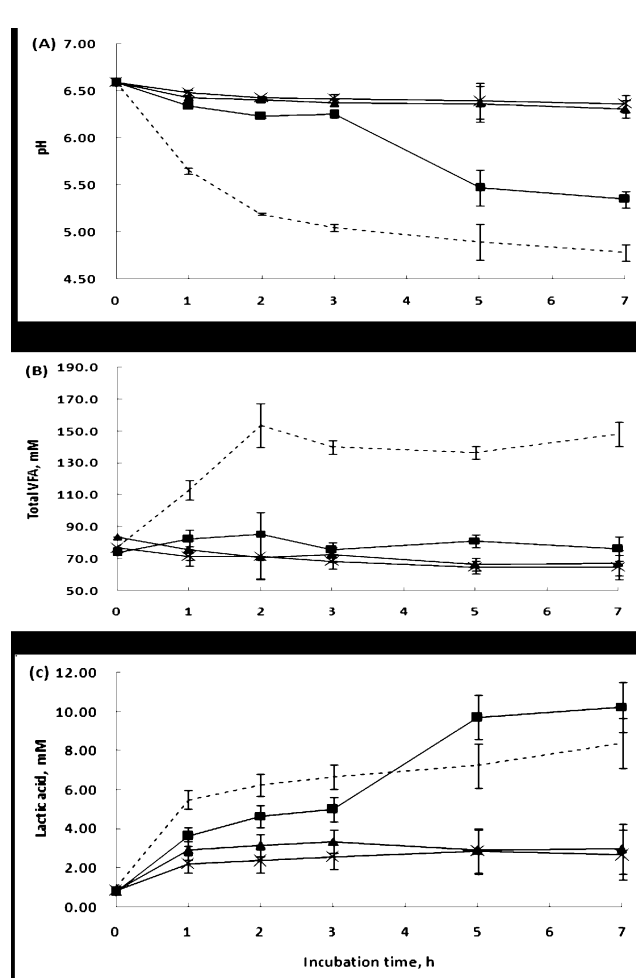 (A)
7.00
6.50
6.00
5.50
5.00
4.50
pH
0 1 2 3 4 5 6 7
(B)
190.0
170.0
150.0
130.0
110.0
90.0
70.0
50.0
Total VFA, mM
0 1 2 3 4 5 6 7
(c)
12.00
10.00
8.00
6.00
4.00
2.00
0.00
Lactic acid, mM
0 1 2 3 4 5 6 7
Incubation time, h